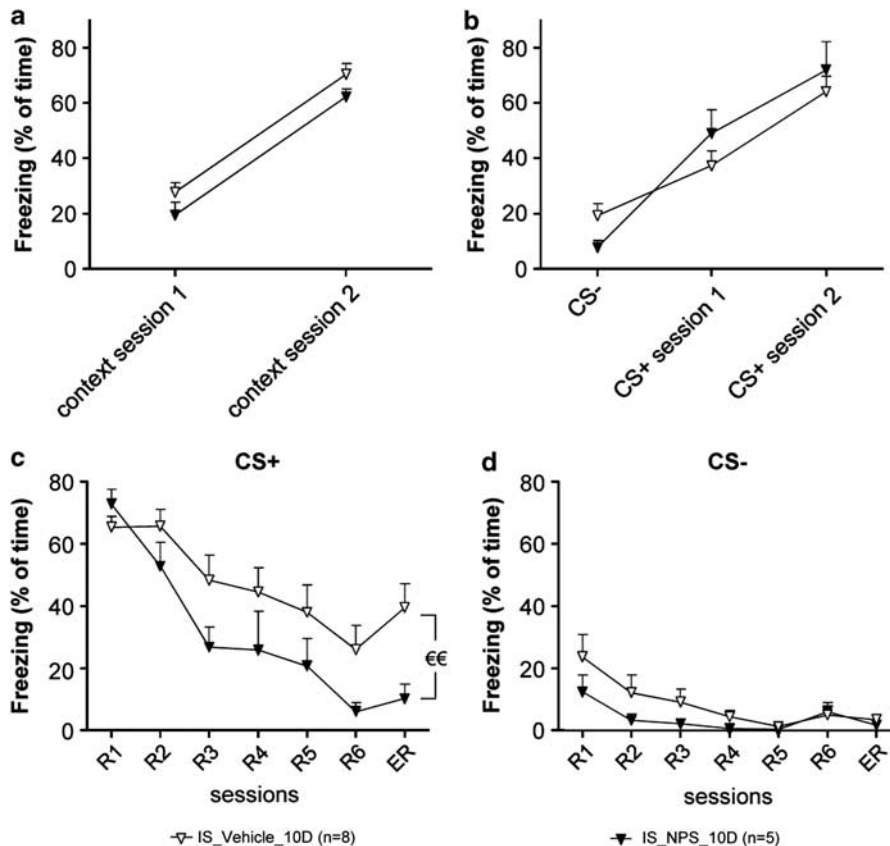 a
Freezing (% of time)
80
60
40
20
0
context session 1
context session 2
b
Freezing (% of time)
80
60
40
20
0
CS-
CS+ session 1
CS+ session 2
c
CS+
Freezing (% of time)
80
60
40
20
0
€€
R1
R2
R3
R4
R5
R6
ER
sessions
d
CS-
Freezing (% of time)
80
60
40
20
0
R1
R2
R3
R4
R5
R6
ER
sessions
IS_Vehicle_10D (n=8)
IS_NPS_10D (n=5)